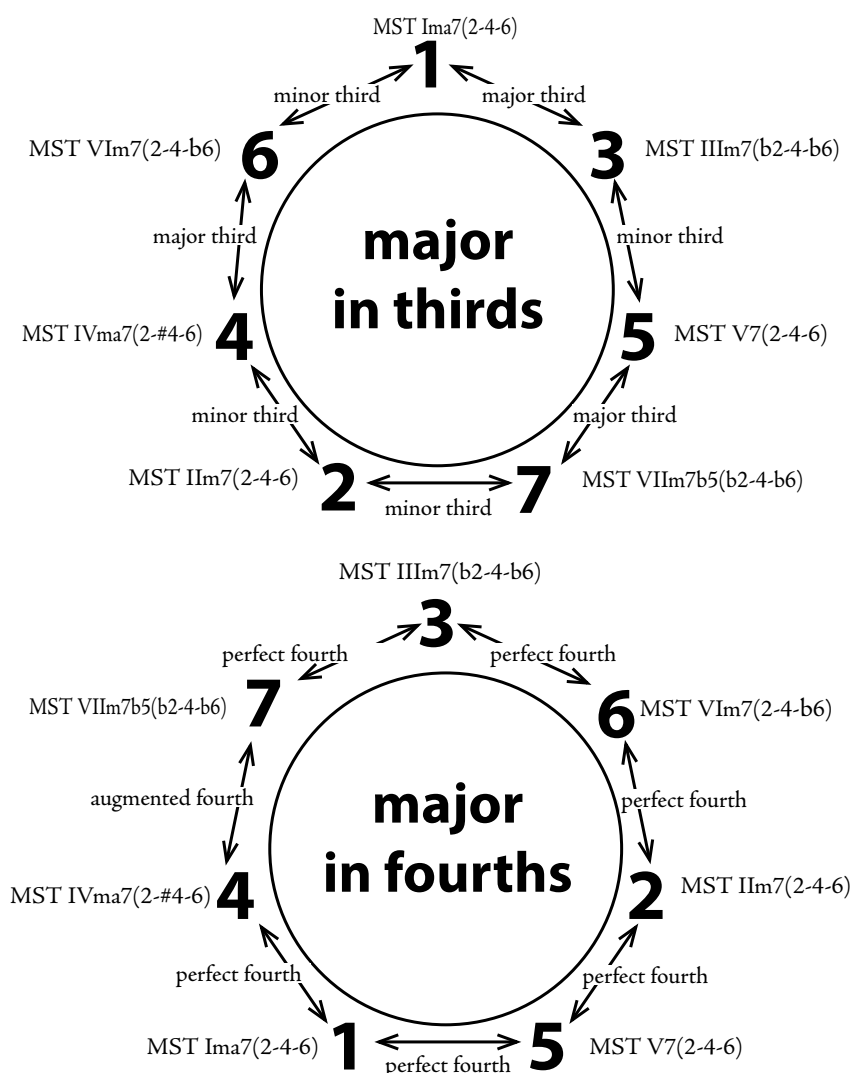 MST Ima7(2-4-6)
1
minor third
major third
MST VIm7(2-4-b6)
6
3
MST IIIm7(b2-4-b6)
major
in thirds
major third
minor third
MST IVma7(2-#4-6)
4
5
MST V7(2-4-6)
minor third
major third
MST IIm7(2-4-6)
2
7
MST VIIm7b5(b2-4-b6)
minor third
MST IIIm7(b2-4-b6)
3
perfect fourth
perfect fourth
MST VIIm7b5(b2-4-b6)
7
6
MST VIm7(2-4-b6)
augmented fourth
perfect fourth
major
in fourths
MST IVma7(2-#4-6)
4
2
MST IIm7(2-4-6)
perfect fourth
perfect fourth
MST Ima7(2-4-6)
1
5
MST V7(2-4-6)
perfect fourth